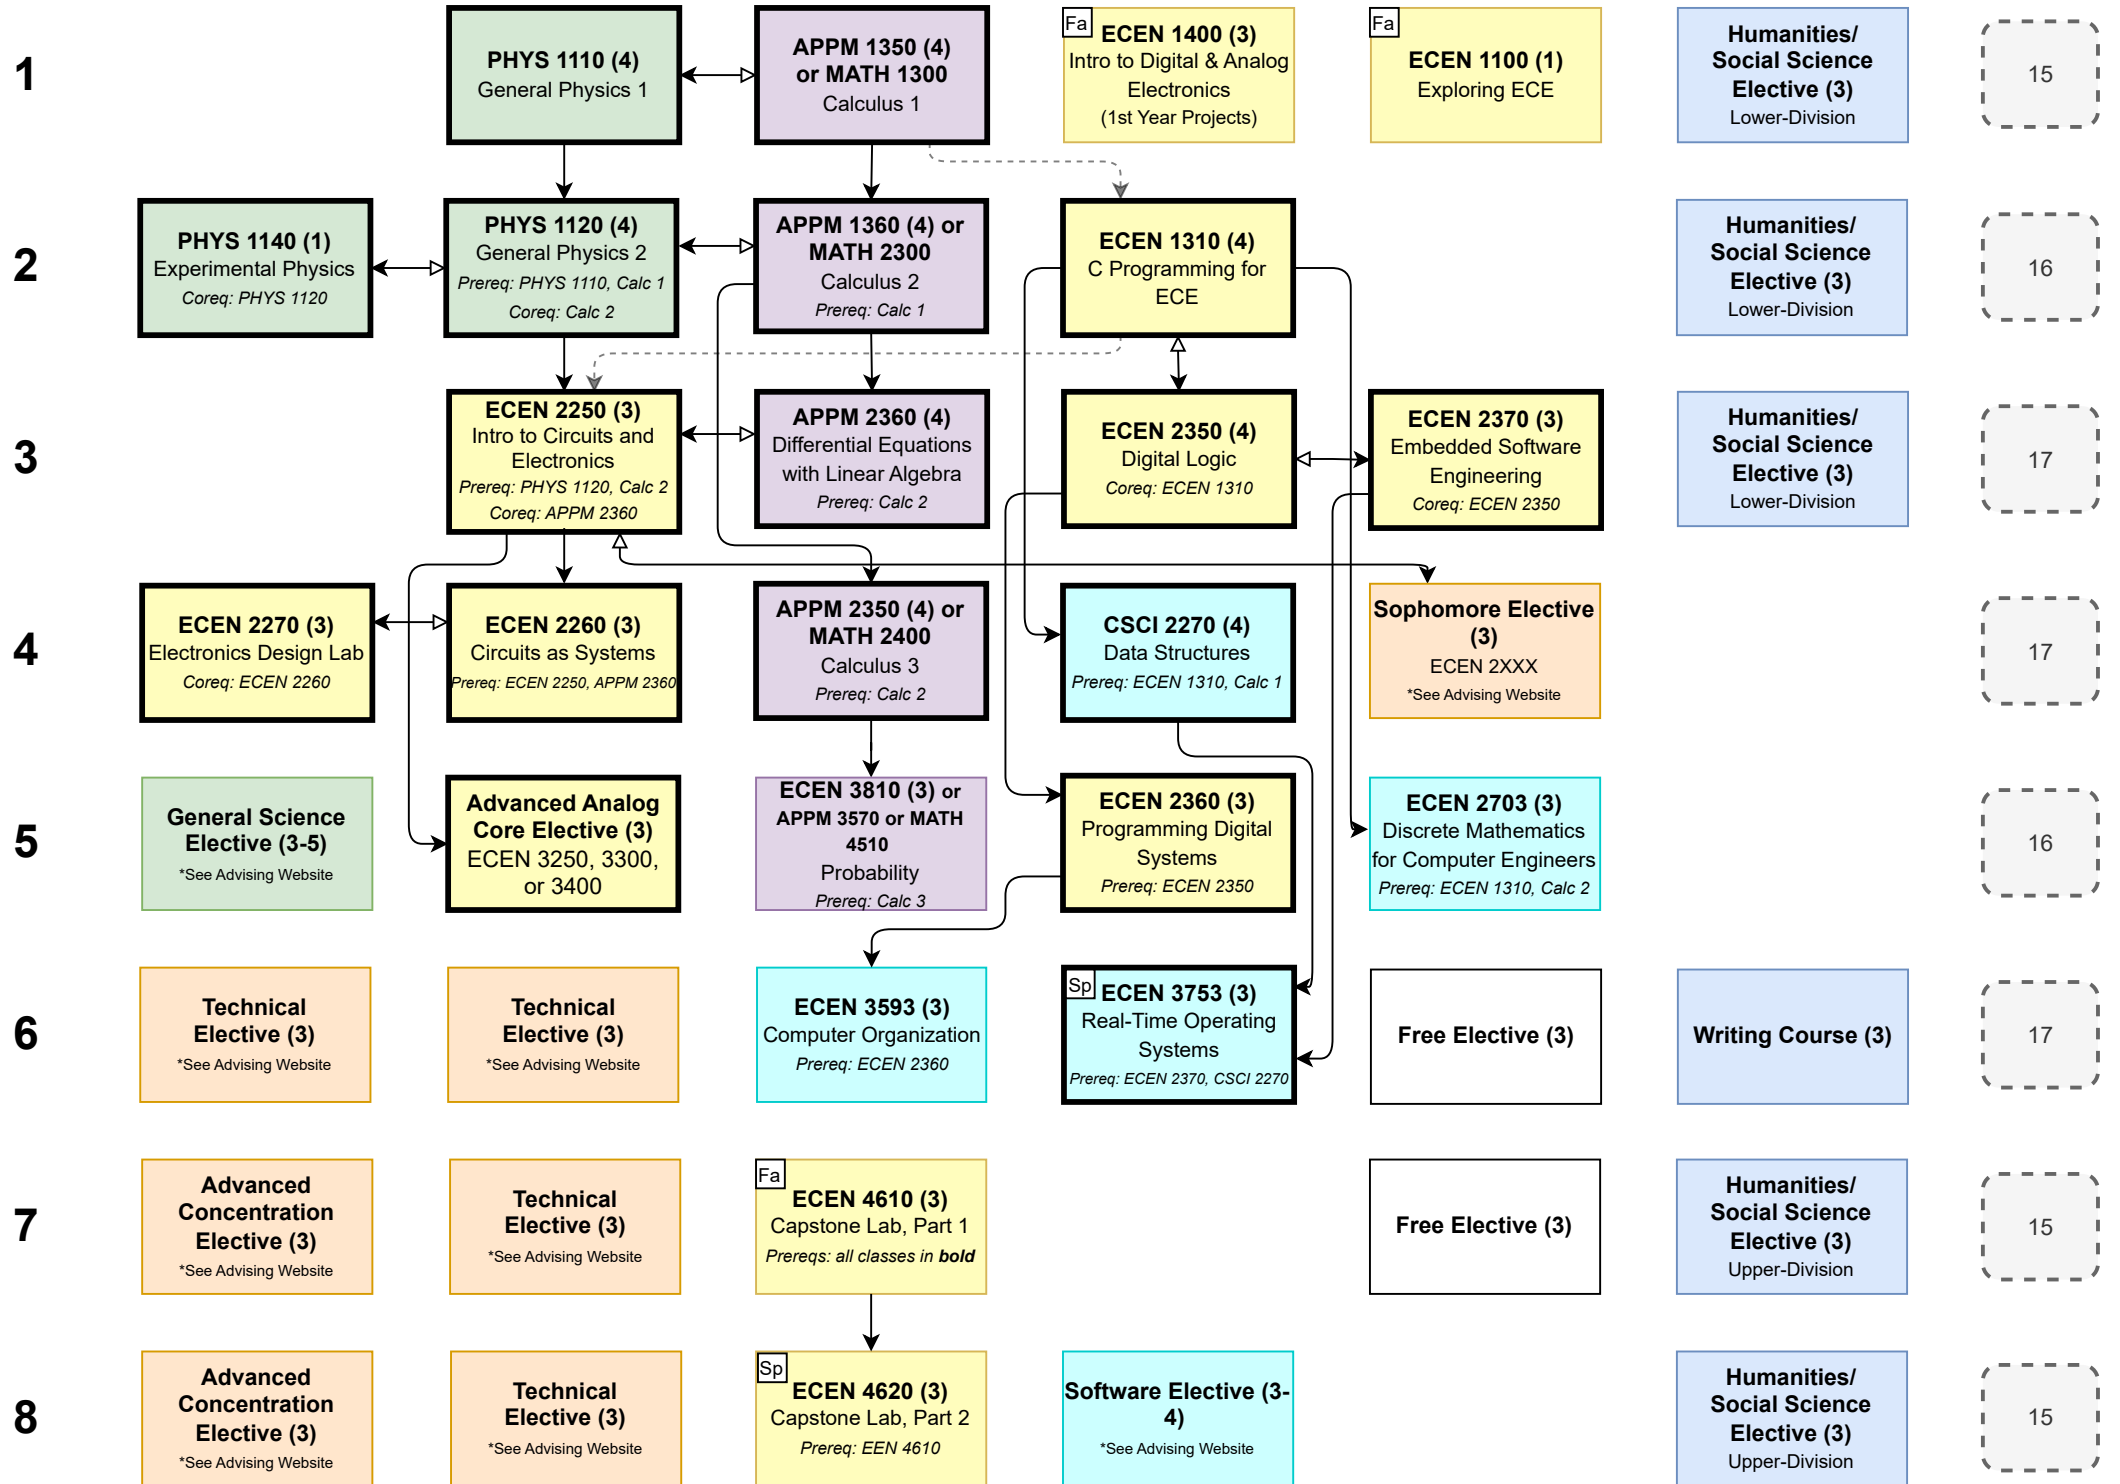 1
PHYS 1110 (4)
General Physics 1
APPM 1350 (4)
or MATH 1300
Calculus 1
Fa
ECEN 1400 (3)
Intro to Digital & Analog
Electronics
(1st Year Projects)
Fa
ECEN 1100 (1)
Exploring ECE
Humanities/
Social Science
Elective (3)
Lower-Division
15
2
PHYS 1140 (1)
Experimental Physics
Coreq: PHYS 1120
PHYS 1120 (4)
General Physics 2
Prereq: PHYS 1110, Calc 1
Coreq: Calc 2
APPM 1360 (4) or
MATH 2300
Calculus 2
Prereq: Calc 1
ECEN 1310 (4)
C Programming for
ECE
Humanities/
Social Science
Elective (3)
Lower-Division
16
3
ECEN 2250 (3)
Intro to Circuits and
Electronics
Prereq: PHYS 1120, Calc 2
Coreq: APPM 2360
APPM 2360 (4)
Differential Equations
with Linear Algebra
Prereq: Calc 2
ECEN 2350 (4)
Digital Logic
Coreq: ECEN 1310
ECEN 2370 (3)
Embedded Software
Engineering
Coreq: ECEN 2350
Humanities/
Social Science
Elective (3)
Lower-Division
17
4
ECEN 2270 (3)
Electronics Design Lab
Coreq: ECEN 2260
ECEN 2260 (3)
Circuits as Systems
Prereq: ECEN 2250, APPM 2360
APPM 2350 (4) or
MATH 2400
Calculus 3
Prereq: Calc 2
CSCI 2270 (4)
Data Structures
Prereq: ECEN 1310, Calc 1
Sophomore Elective
(3)
ECEN 2XXX
*See Advising Website
17
5
General Science
Elective (3-5)
*See Advising Website
Advanced Analog
Core Elective (3)
ECEN 3250, 3300,
or 3400
ECEN 3810 (3) or
APPM 3570 or MATH
4510
Probability
Prereq: Calc 3
ECEN 2360 (3)
Programming Digital
Systems
Prereq: ECEN 2350
ECEN 2703 (3)
Discrete Mathematics
for Computer Engineers
Prereq: ECEN 1310, Calc 2
16
6
Technical
Elective (3)
*See Advising Website
Technical
Elective (3)
*See Advising Website
ECEN 3593 (3)
Computer Organization
Prereq: ECEN 2360
Sp
ECEN 3753 (3)
Real-Time Operating
Systems
Prereq: ECEN 2370, CSCI 2270
Free Elective (3)
Writing Course (3)
17
7
Advanced
Concentration
Elective (3)
*See Advising Website
Technical
Elective (3)
*See Advising Website
Fa
ECEN 4610 (3)
Capstone Lab, Part 1
Prereqs: all classes in bold
Free Elective (3)
Humanities/
Social Science
Elective (3)
Upper-Division
15
8
Advanced
Concentration
Elective (3)
*See Advising Website
Technical
Elective (3)
*See Advising Website
Sp
ECEN 4620 (3)
Capstone Lab, Part 2
Prereq: EEN 4610
Software Elective (3-
4)
*See Advising Website
Humanities/
Social Science
Elective (3)
Upper-Division
15